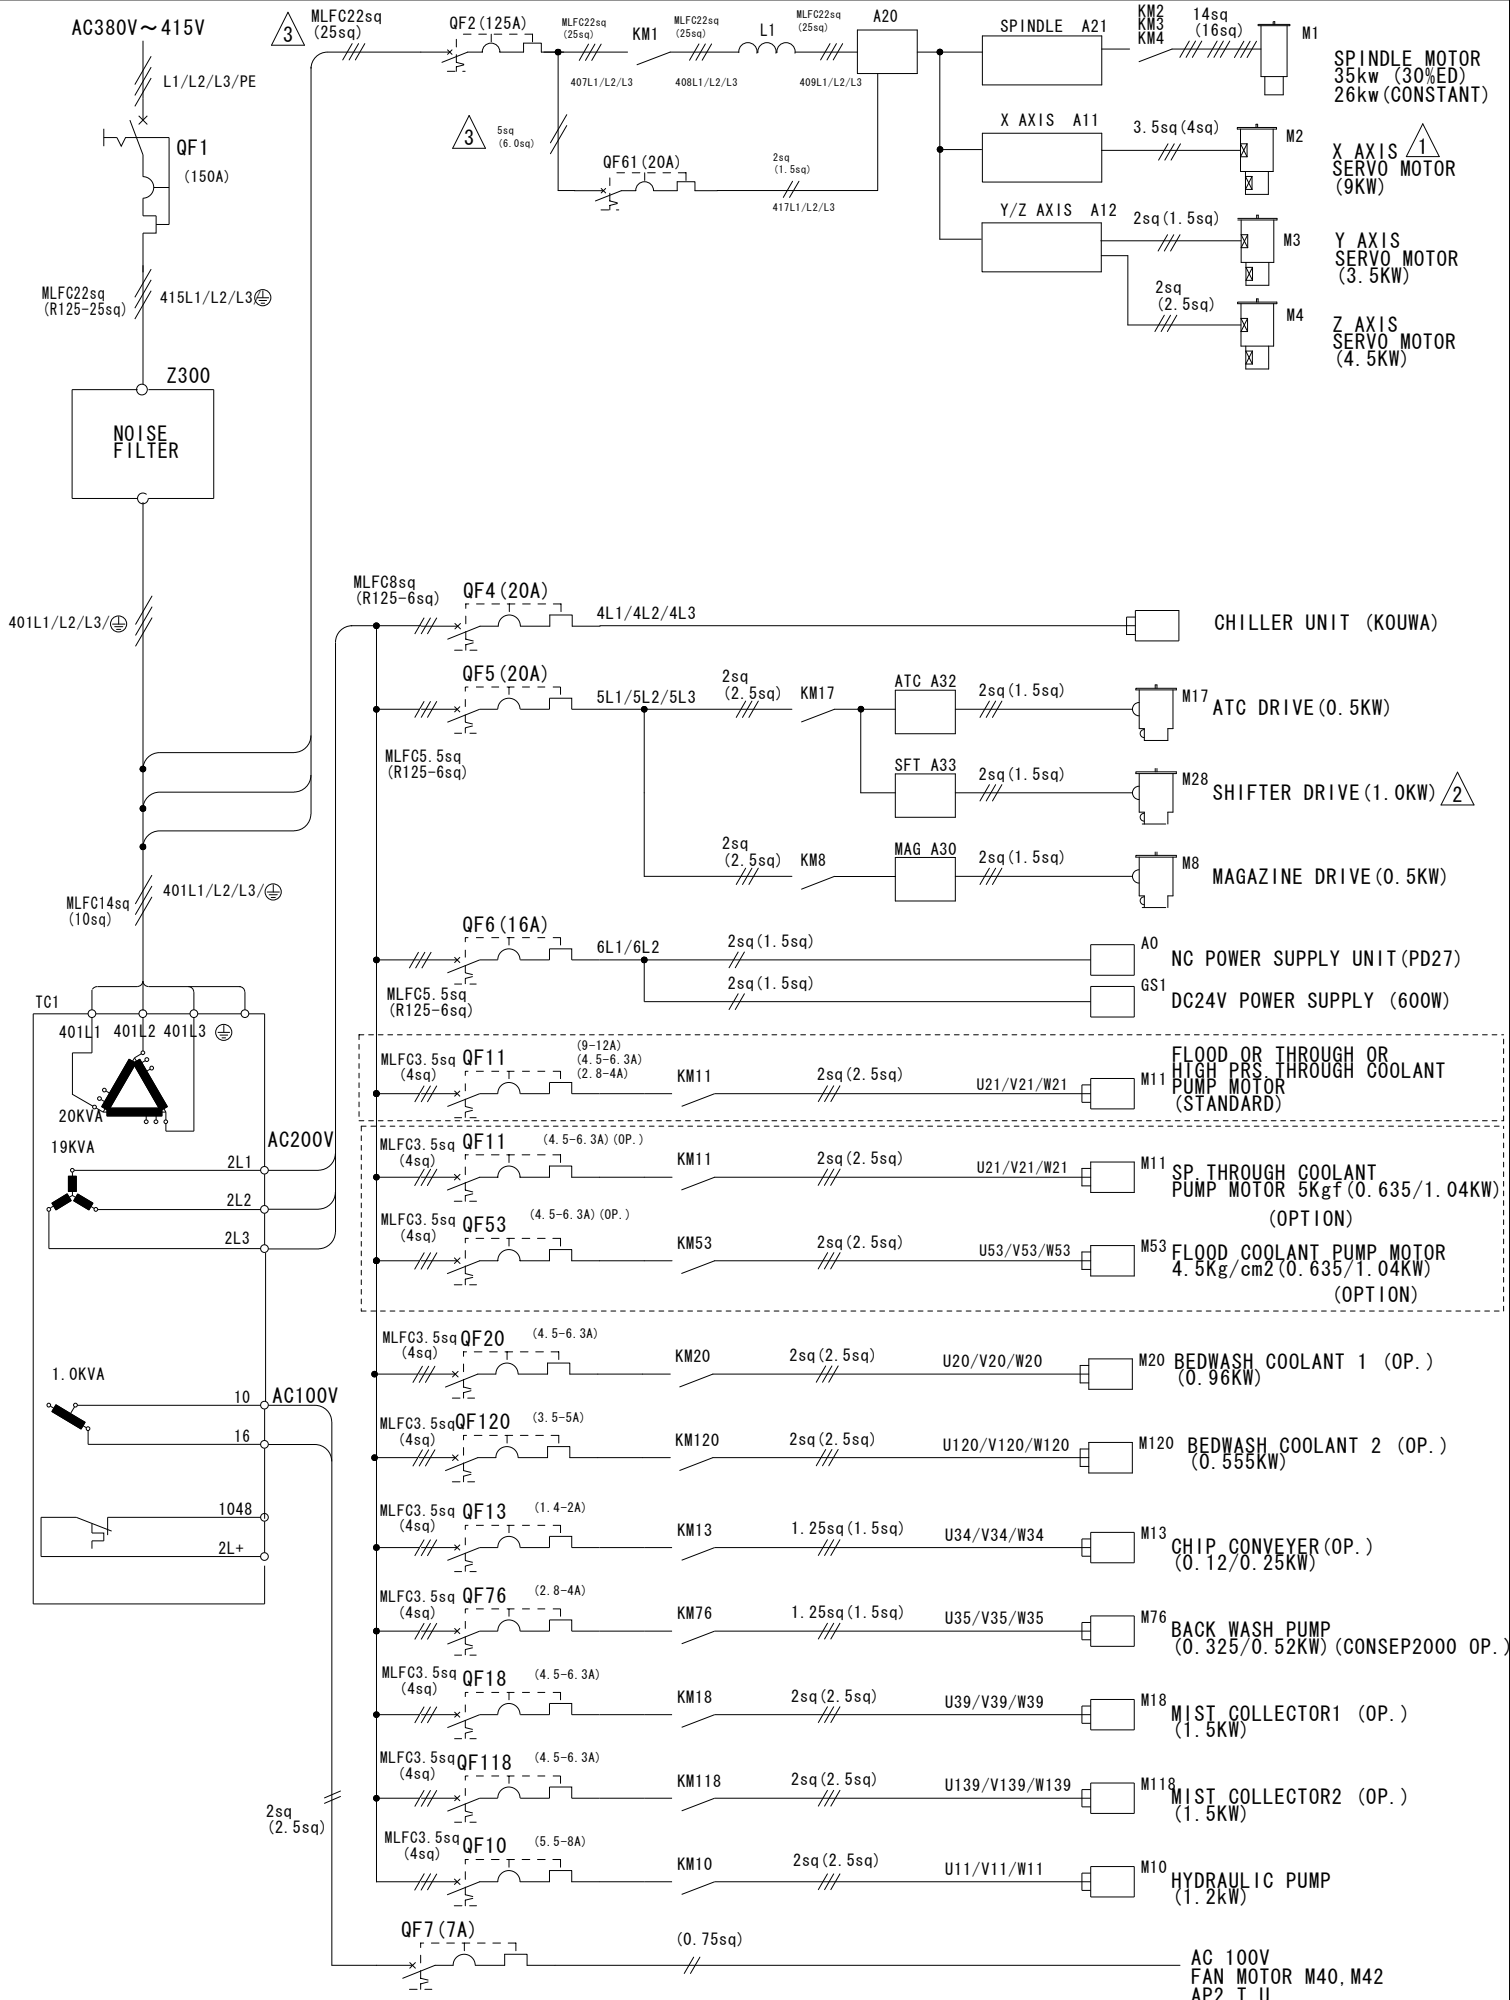 AC380V~415V
L1/L2/L3/PE
QF1
(150A)
MLFC22sq
(R125-25sq)
415L1/L2/L3
Z300
NOISE
FILTER
401L1/L2/L3/
MLFC14sq
(10sq)
401L1/L2/L3/
TC1
401L1 401L2 401L3
20KVA
19KVA
AC200V
2L1
2L2
2L3
1.0KVA
10
AC100V
16
1048
2L+
3
MLFC22sq
(25sq)
QF2(125A)
MLFC22sq
(25sq)
407L1/L2/L3
KM1
MLFC22sq
(25sq)
408L1/L2/L3
L1
MLFC22sq
(25sq)
409L1/L2/L3
A20
3
5sq
(6.0sq)
QF61(20A)
2sq
(1.5sq)
417L1/L2/L3
SPINDLE A21
KM2
KM3
KM4
14sq
(16sq)
M1
SPINDLE MOTOR
35kw (30%ED)
26kw(CONSTANT)
X AXIS A11
3.5sq(4sq)
M2
1
X AXIS
SERVO MOTOR
(9KW)
Y/Z AXIS A12
2sq(1.5sq)
M3
Y AXIS
SERVO MOTOR
(3.5KW)
2sq
(2.5sq)
M4
Z AXIS
SERVO MOTOR
(4.5KW)
MLFC8sq
(R125-6sq)
QF4(20A)
4L1/4L2/4L3
CHILLER UNIT (KOUWA)
QF5(20A)
MLFC5.5sq
(R125-6sq)
5L1/5L2/5L3
2sq
(2.5sq)
KM17
ATC A32
2sq(1.5sq)
M17
ATC DRIVE(0.5KW)
SFT A33
2sq(1.5sq)
M28
SHIFTER DRIVE(1.0KW)
2
2sq
(2.5sq)
KM8
MAG A30
2sq(1.5sq)
M8
MAGAZINE DRIVE(0.5KW)
QF6(16A)
MLFC5.5sq
(R125-6sq)
6L1/6L2
2sq(1.5sq)
A0
NC POWER SUPPLY UNIT(PD27)
2sq(1.5sq)
GS1
DC24V POWER SUPPLY (600W)
MLFC3.5sq
(4sq)
QF11
(9-12A)
(4.5-6.3A)
(2.8-4A)
KM11
2sq(2.5sq)
U21/V21/W21
M11
FLOOD OR THROUGH OR
HIGH PRS.THROUGH COOLANT
PUMP MOTOR
(STANDARD)
MLFC3.5sq
(4sq)
QF11
(4.5-6.3A)(OP.)
KM11
2sq(2.5sq)
U21/V21/W21
M11
SP.THROUGH COOLANT
PUMP MOTOR 5Kgf(0.635/1.04KW)
(OPTION)
MLFC3.5sq
(4sq)
QF53
(4.5-6.3A)(OP.)
KM53
2sq(2.5sq)
U53/V53/W53
M53
FLOOD COOLANT PUMP MOTOR
4.5Kg/cm2(0.635/1.04KW)
(OPTION)
MLFC3.5sq
(4sq)
QF20
(4.5-6.3A)
KM20
2sq(2.5sq)
U20/V20/W20
M20
BEDWASH COOLANT 1 (OP.)
(0.96KW)
MLFC3.5sq
(4sq)
QF120
(3.5-5A)
KM120
2sq(2.5sq)
U120/V120/W120
M120
BEDWASH COOLANT 2 (OP.)
(0.555KW)
MLFC3.5sq
(4sq)
QF13
(1.4-2A)
KM13
1.25sq(1.5sq)
U34/V34/W34
M13
CHIP CONVEYER(OP.)
(0.12/0.25KW)
MLFC3.5sq
(4sq)
QF76
(2.8-4A)
KM76
1.25sq(1.5sq)
U35/V35/W35
M76
BACK WASH PUMP
(0.325/0.52KW)(CONSEP2000 OP.)
MLFC3.5sq
(4sq)
QF18
(4.5-6.3A)
KM18
2sq(2.5sq)
U39/V39/W39
M18
MIST COLLECTOR1 (OP.)
(1.5KW)
MLFC3.5sq
(4sq)
QF118
(4.5-6.3A)
KM118
2sq(2.5sq)
U139/V139/W139
M118
MIST COLLECTOR2 (OP.)
(1.5KW)
MLFC3.5sq
(4sq)
QF10
(5.5-8A)
KM10
2sq(2.5sq)
U11/V11/W11
M10
HYDRAULIC PUMP
(1.2kW)
2sq
(2.5sq)
QF7(7A)
(0.75sq)
AC 100V
FAN MOTOR M40,M42
AP2 T.U